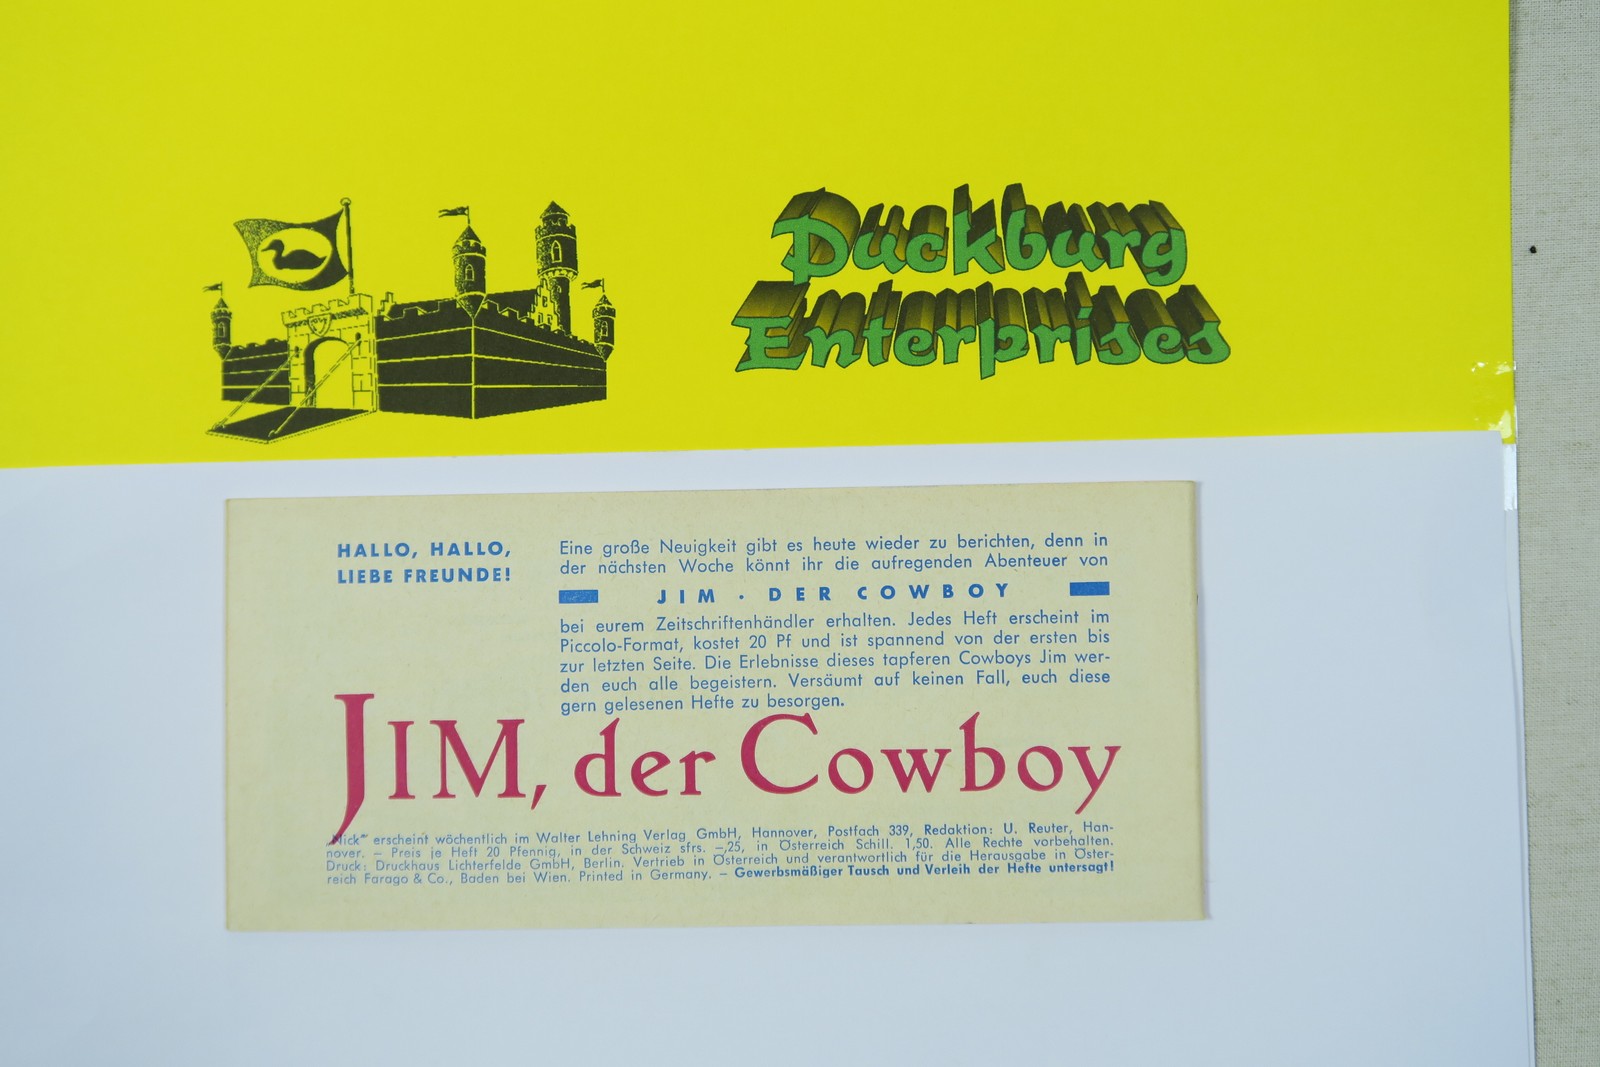 Duckburg
Enterprises
HALLO, HALLO,
LIEBE FREUNDE!
Eine große Neuigkeit gibt es heute wieder zu berichten, denn in
der nächsten Woche könnt ihr die aufregenden Abenteuer von
JIM · DER COWBOY
bei eurem Zeitschriftenhändler erhalten. Jedes Heft erscheint im
Piccolo-Format, kostet 20 Pf und ist spannend von der ersten bis
zur letzten Seite. Die Erlebnisse dieses tapferen Cowboys Jim wer-
den euch alle begeistern. Versäumt auf keinen Fall, euch diese
gern gelesenen Hefte zu besorgen.
JIM, der Cowboy
„Nick“ erscheint wöchentlich im Walter Lehning Verlag GmbH, Hannover, Postfach 339, Redaktion: U. Reuter, Han-
nover. – Preis je Heft 20 Pfennig, in der Schweiz sfrs. –,25, in Österreich Schill. 1,50. Alle Rechte vorbehalten.
Druck: Druckhaus Lichterfelde GmbH, Berlin. Vertrieb in Österreich und verantwortlich für die Herausgabe in Öster-
reich Farago & Co., Baden bei Wien. Printed in Germany. – Gewerbsmäßiger Tausch und Verleih der Hefte untersagt!